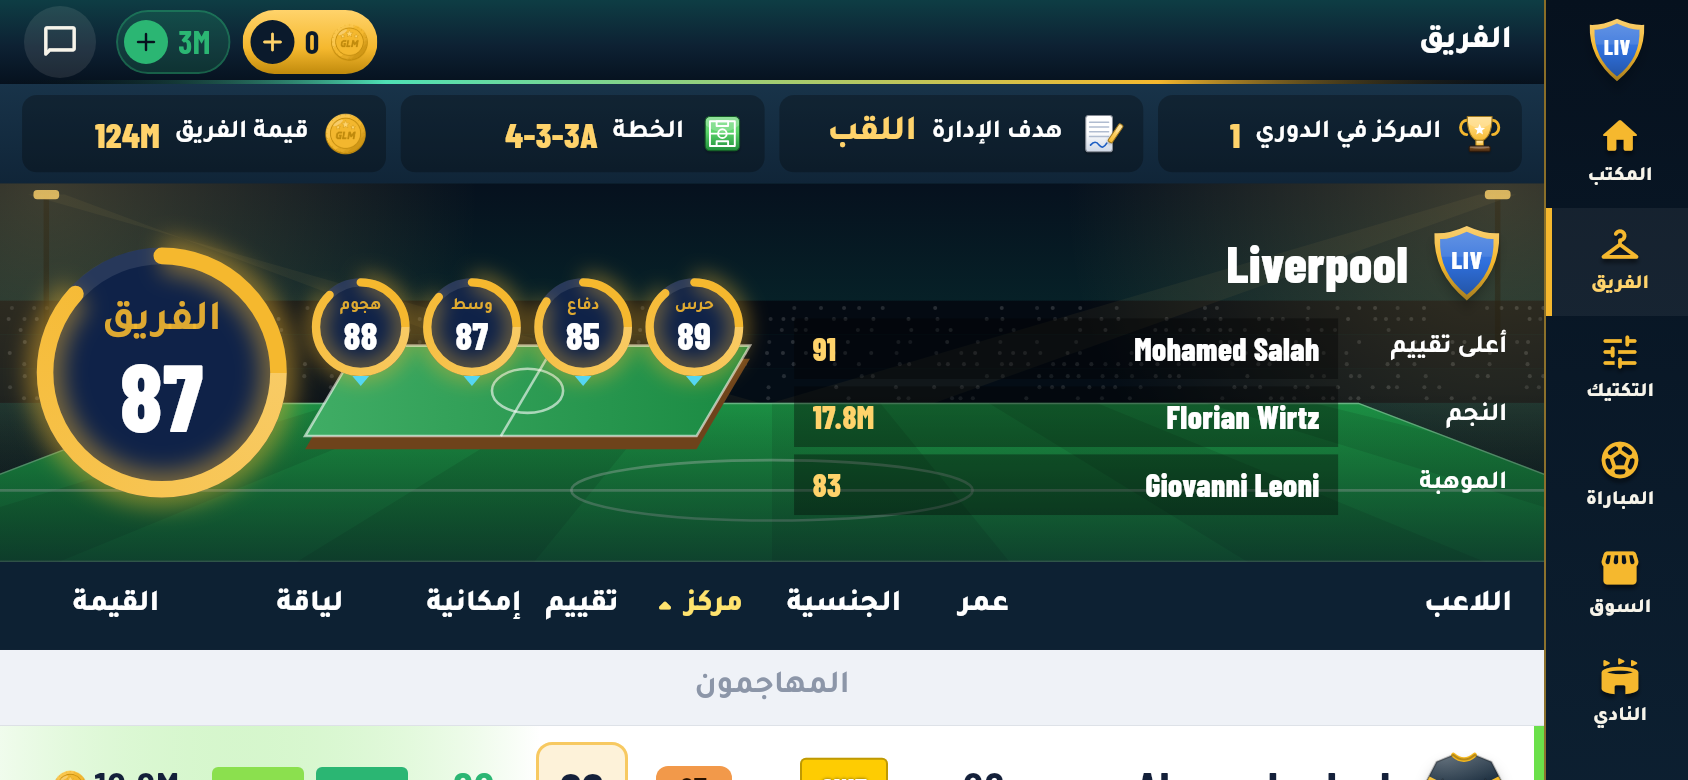 الفريق
GLM 0 +
3M +
LIV
المركز في الدوري 1
هدف الإدارة اللقب
الخطة 4-3-3A
GLM قيمة الفريق 124M
المكتب
الفريق
التكتيك
المباراة
السوق
النادي
LIV Liverpool
أعلى تقييم Mohamed Salah 91
النجم Florian Wirtz 17.8M
الموهبة Giovanni Leoni 83
حرس 89
دفاع 85
وسط 87
هجوم 88
الفريق
87
اللاعب عمر الجنسية مركز تقييم إمكانية لياقة القيمة
المهاجمون